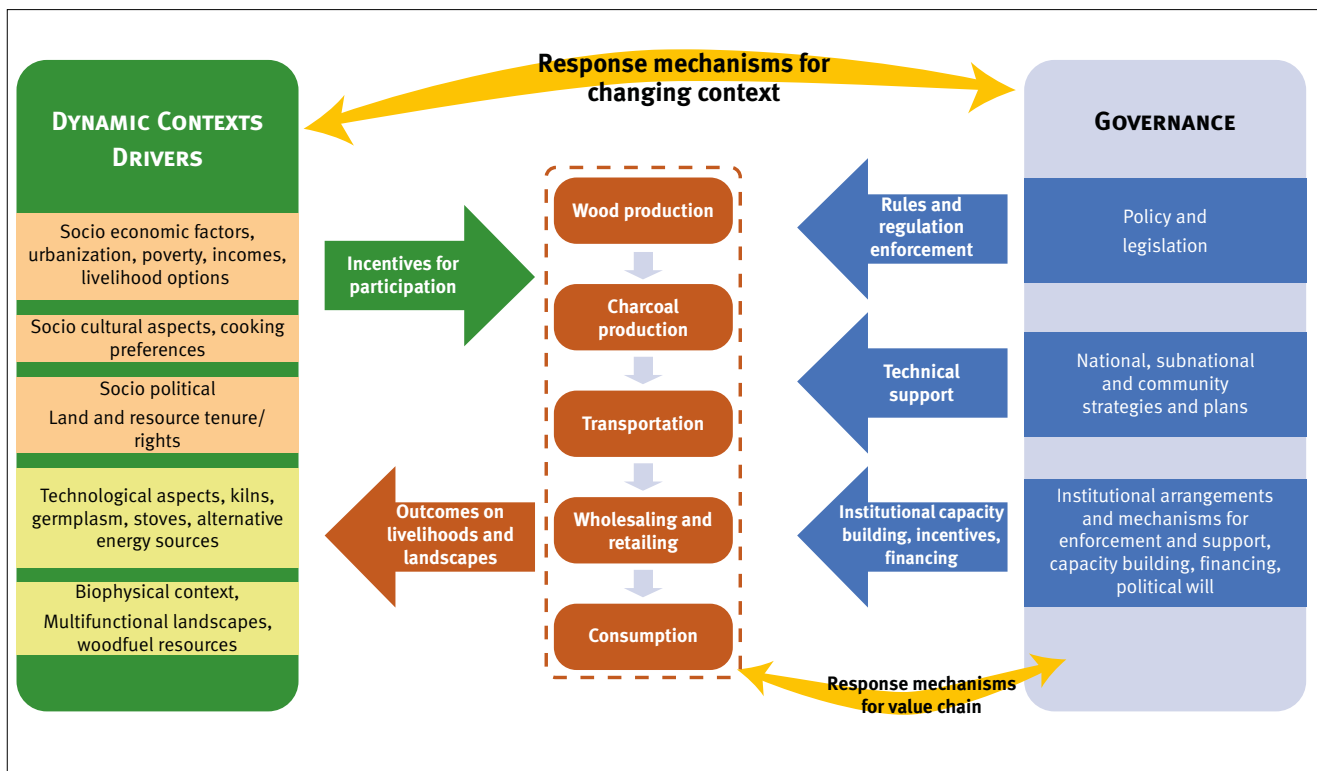 Response mechanisms for
changing context
DYNAMIC CONTEXTS
DRIVERS
Socio economic factors,
urbanization, poverty, incomes,
livelihood options
Socio cultural aspects, cooking
preferences
Socio political
Land and resource tenure/
rights
Technological aspects, kilns,
germplasm, stoves, alternative
energy sources
Biophysical context,
Multifunctional landscapes,
woodfuel resources
Incentives for
participation
Outcomes on
livelihoods and
landscapes
Wood production
Charcoal
production
Transportation
Wholesaling and
retailing
Consumption
Rules and
regulation
enforcement
Technical
support
Institutional capacity
building, incentives,
financing
GOVERNANCE
Policy and
legislation
National, subnational
and community
strategies and plans
Institutional arrangements
and mechanisms for
enforcement and support,
capacity building, financing,
political will
Response mechanisms
for value chain